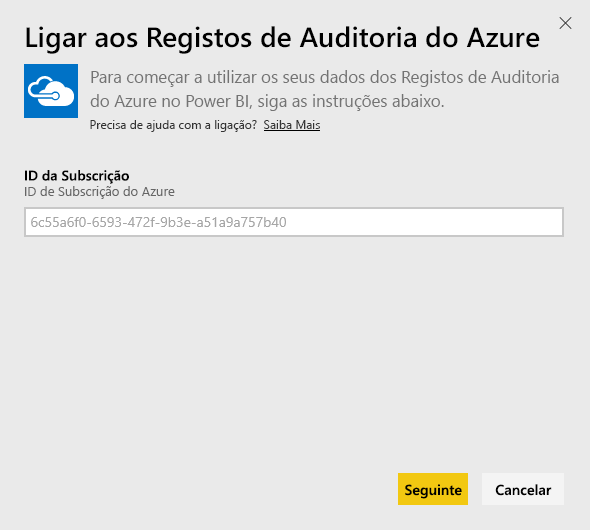 Ligar aos Registos de Auditoria do Azure
Para começar a utilizar os seus dados dos Registos de Auditoria
do Azure no Power BI, siga as instruções abaixo.
Precisa de ajuda com a ligação? Saiba Mais
ID da Subscrição
ID de Subscrição do Azure
6c55a6f0-6593-472f-9b3e-a51a9a757b40
Seguinte Cancelar